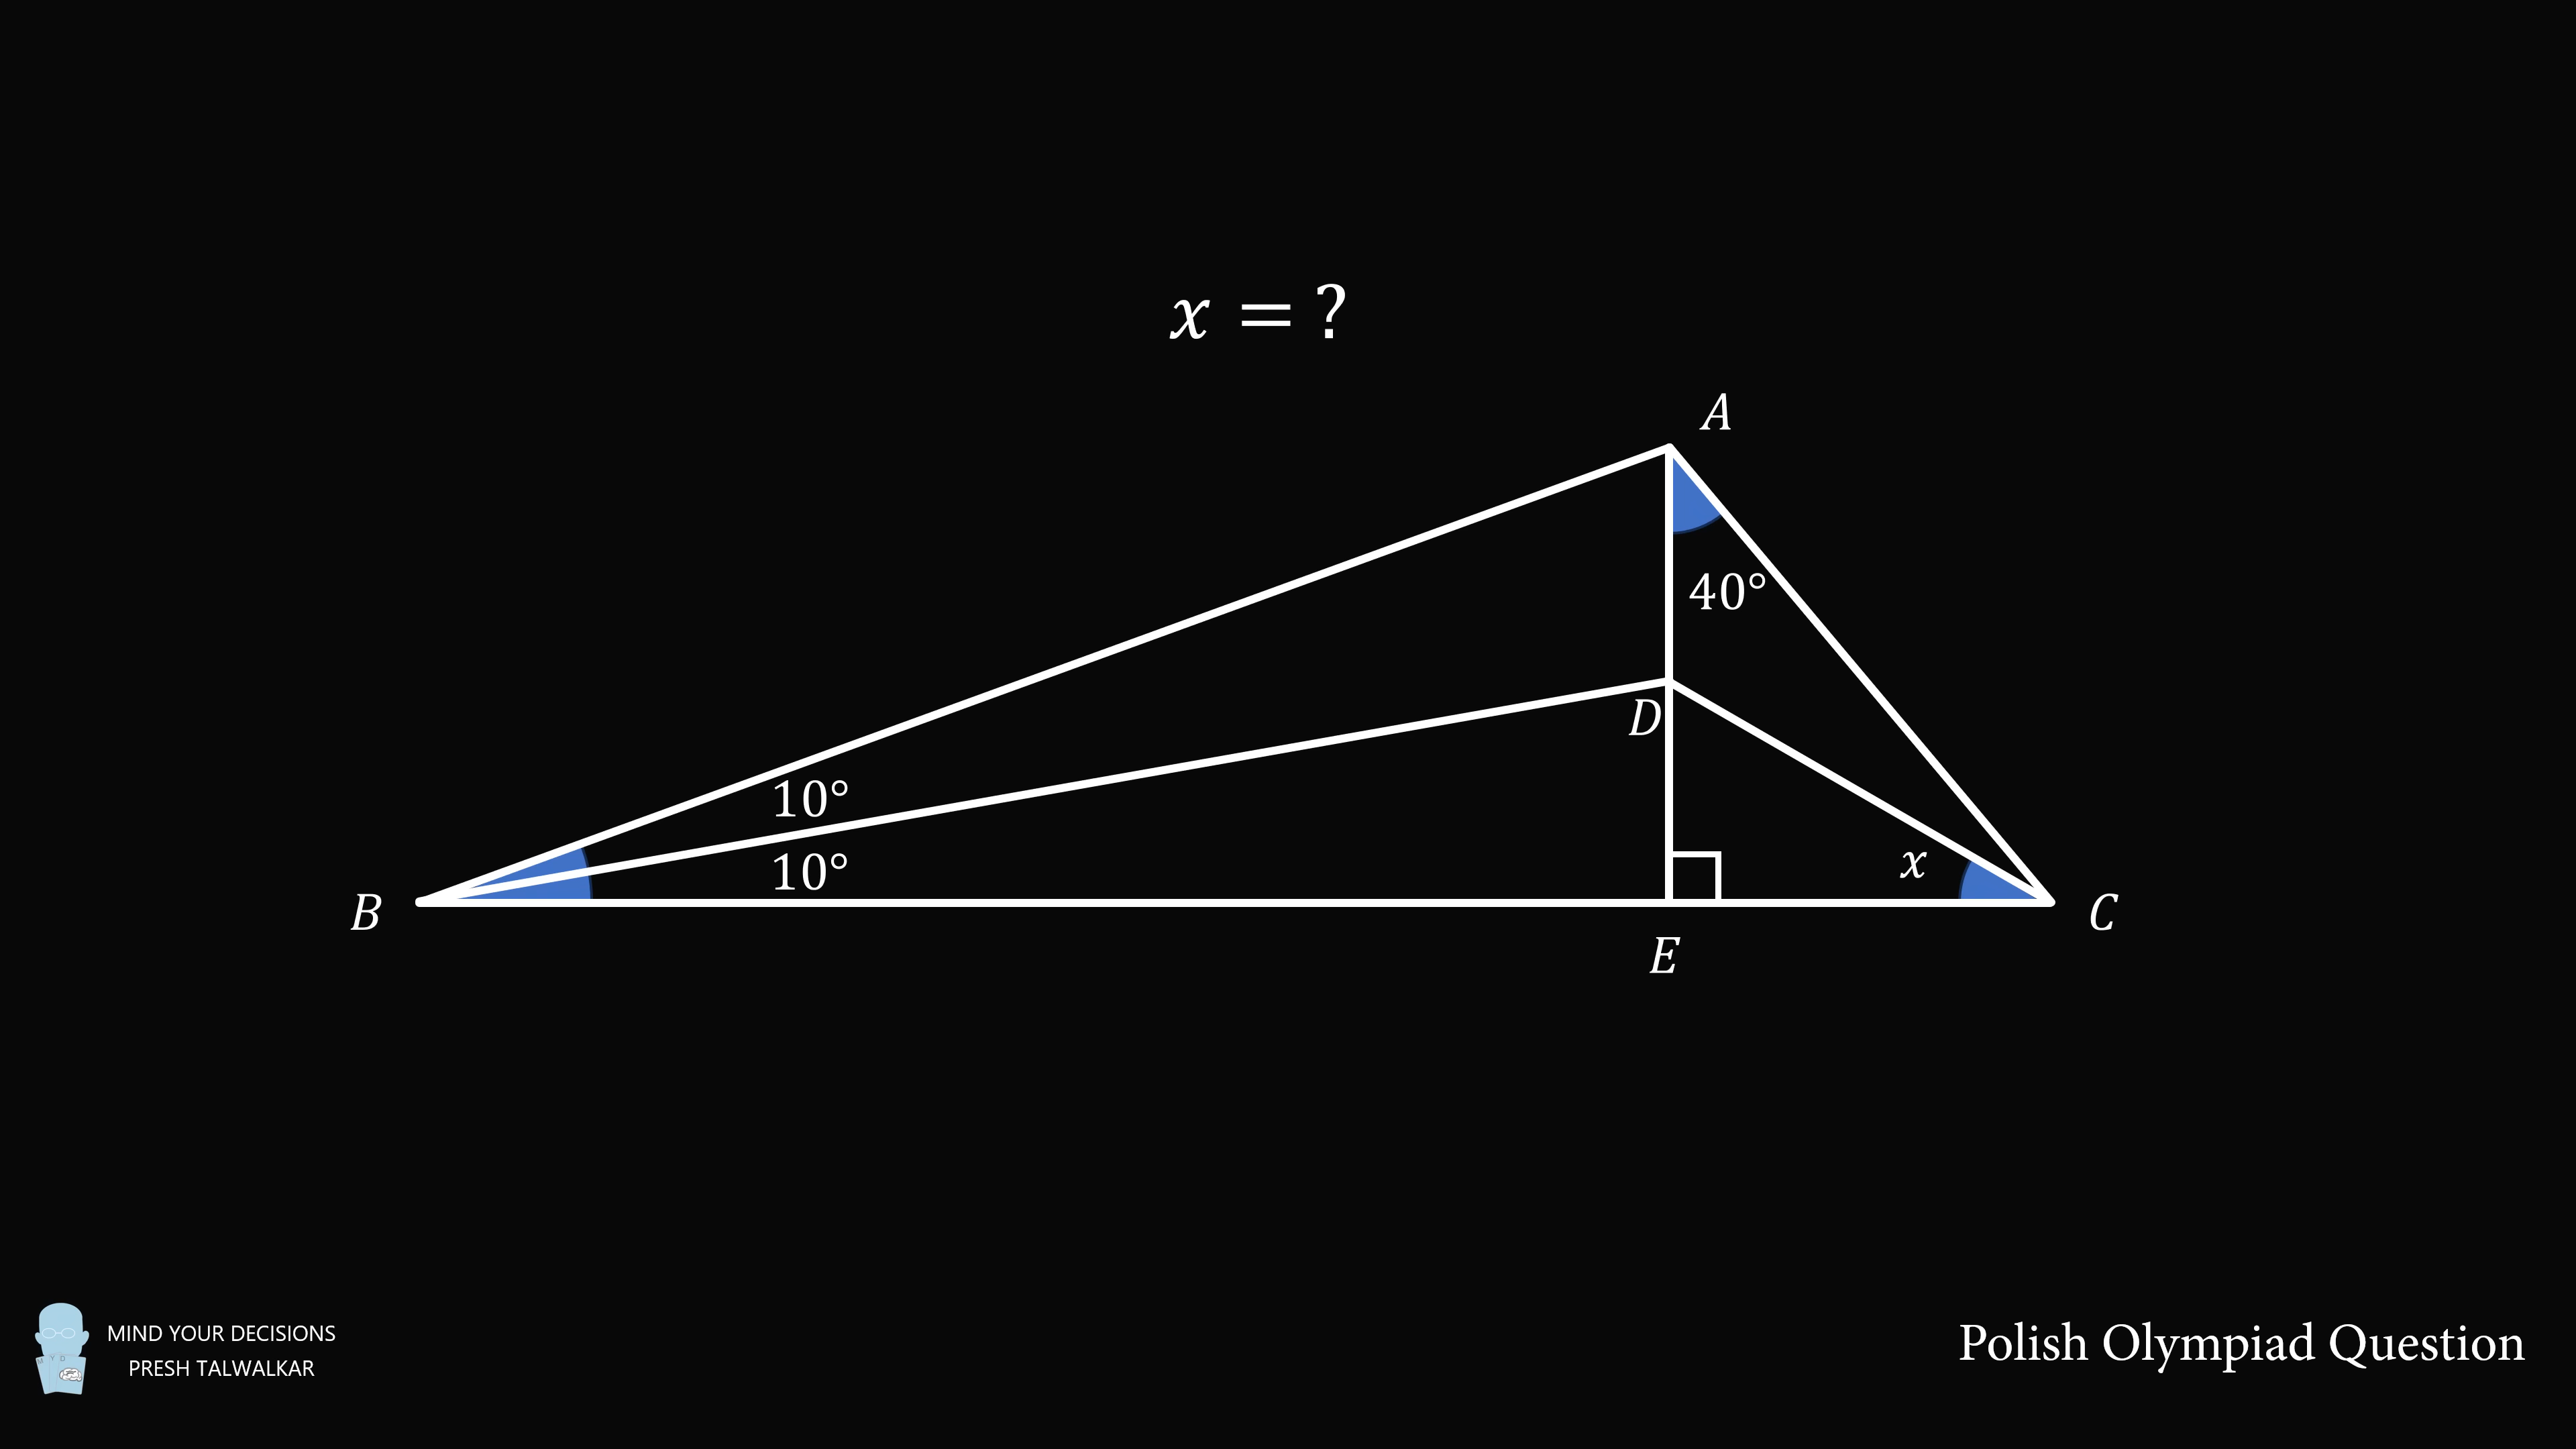 x = ?
A
40°
D
10°
10°
x
B
C
E
MIND YOUR DECISIONS
PRESH TALWALKAR
Polish Olympiad Question